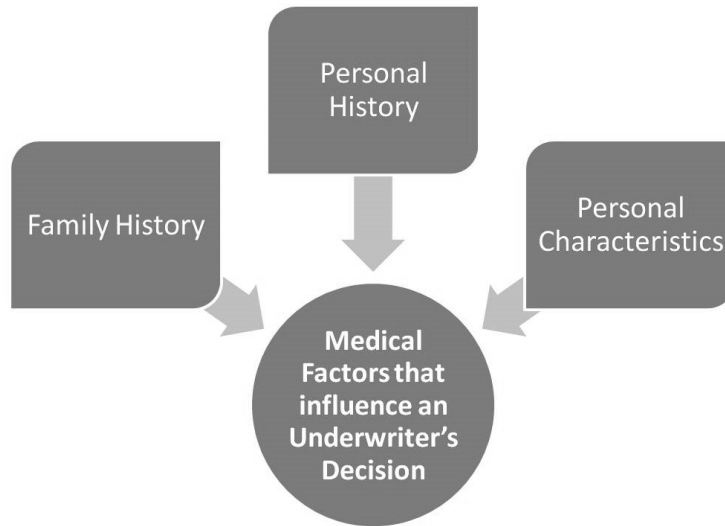 Personal
History
Family History
Personal
Characteristics
Medical
Factors that
influence an
Underwriter’s
Decision